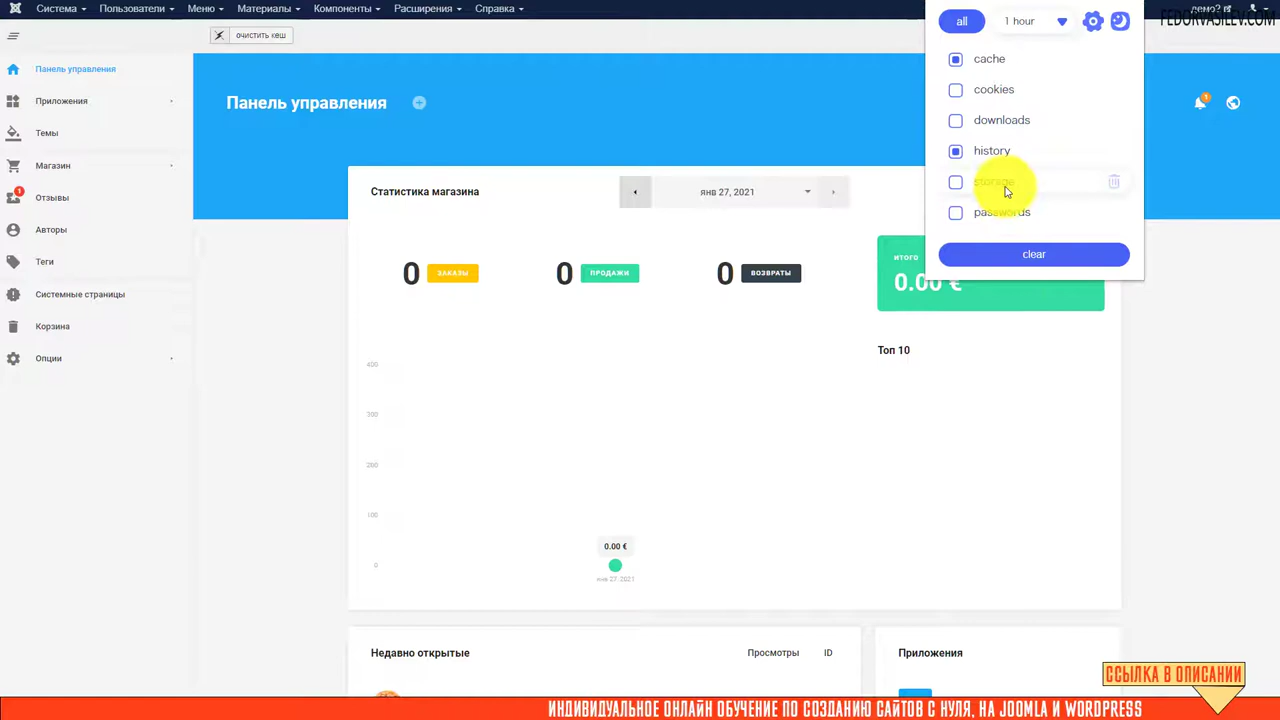 Система Пользователи Меню Материалы Компоненты Расширения Справка
all 1 hour
FEDORVASILEV.COM
очистить кеш
cache
cookies
downloads
history
storage
passwords
clear
Панель управления
Приложения
Темы
Магазин
1
Отзывы
Авторы
Теги
Системные страницы
Корзина
Опции
Панель управления
1
Статистика магазина
янв 27, 2021
0 ЗАКАЗЫ
0 ПРОДАЖИ
0 ВОЗВРАТЫ
ИТОГО
0.00 €
Топ 10
400
300
200
100
0
0.00 €
янв 27, 2021
Недавно открытые
Просмотры ID
Приложения
ССЫЛКА В ОПИСАНИИ
ИНДИВИДУАЛЬНОЕ ОНЛАЙН ОБУЧЕНИЕ ПО СОЗДАНИЮ САЙТОВ С НУЛЯ, НА JOOMLA И WORDPRESS